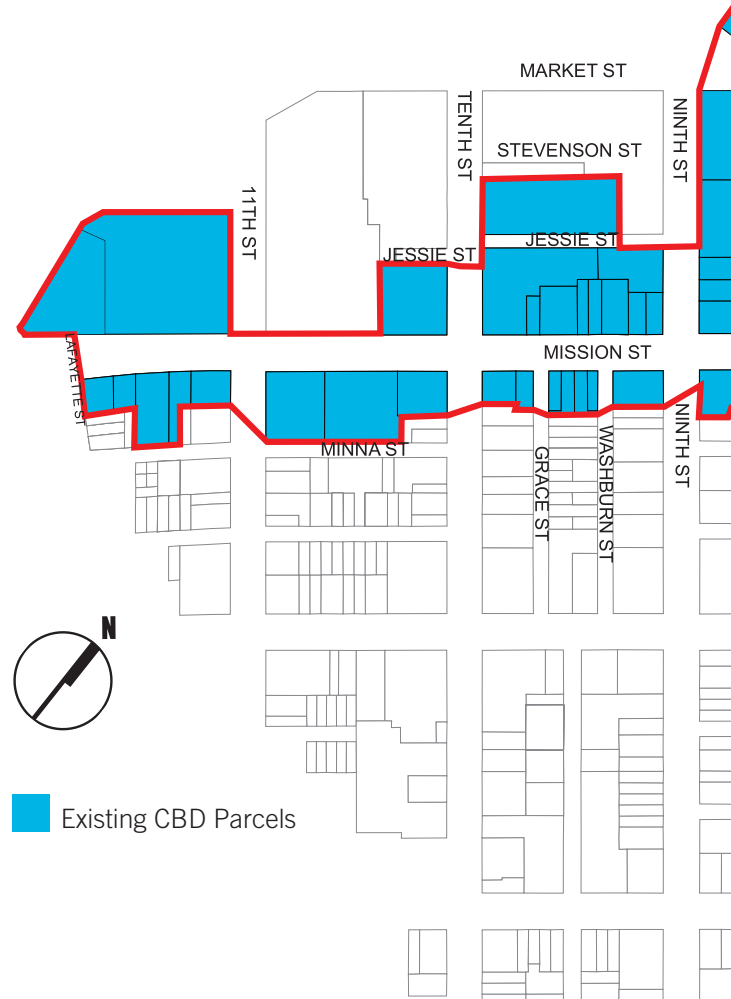 MARKET ST
TENTH ST
NINTH ST
STEVENSON ST
11TH ST
JESSIE ST
JESSIE ST
LAFAYETTE ST
MISSION ST
MINNA ST
GRACE ST
WASHBURN ST
NINTH ST
N
Existing CBD Parcels